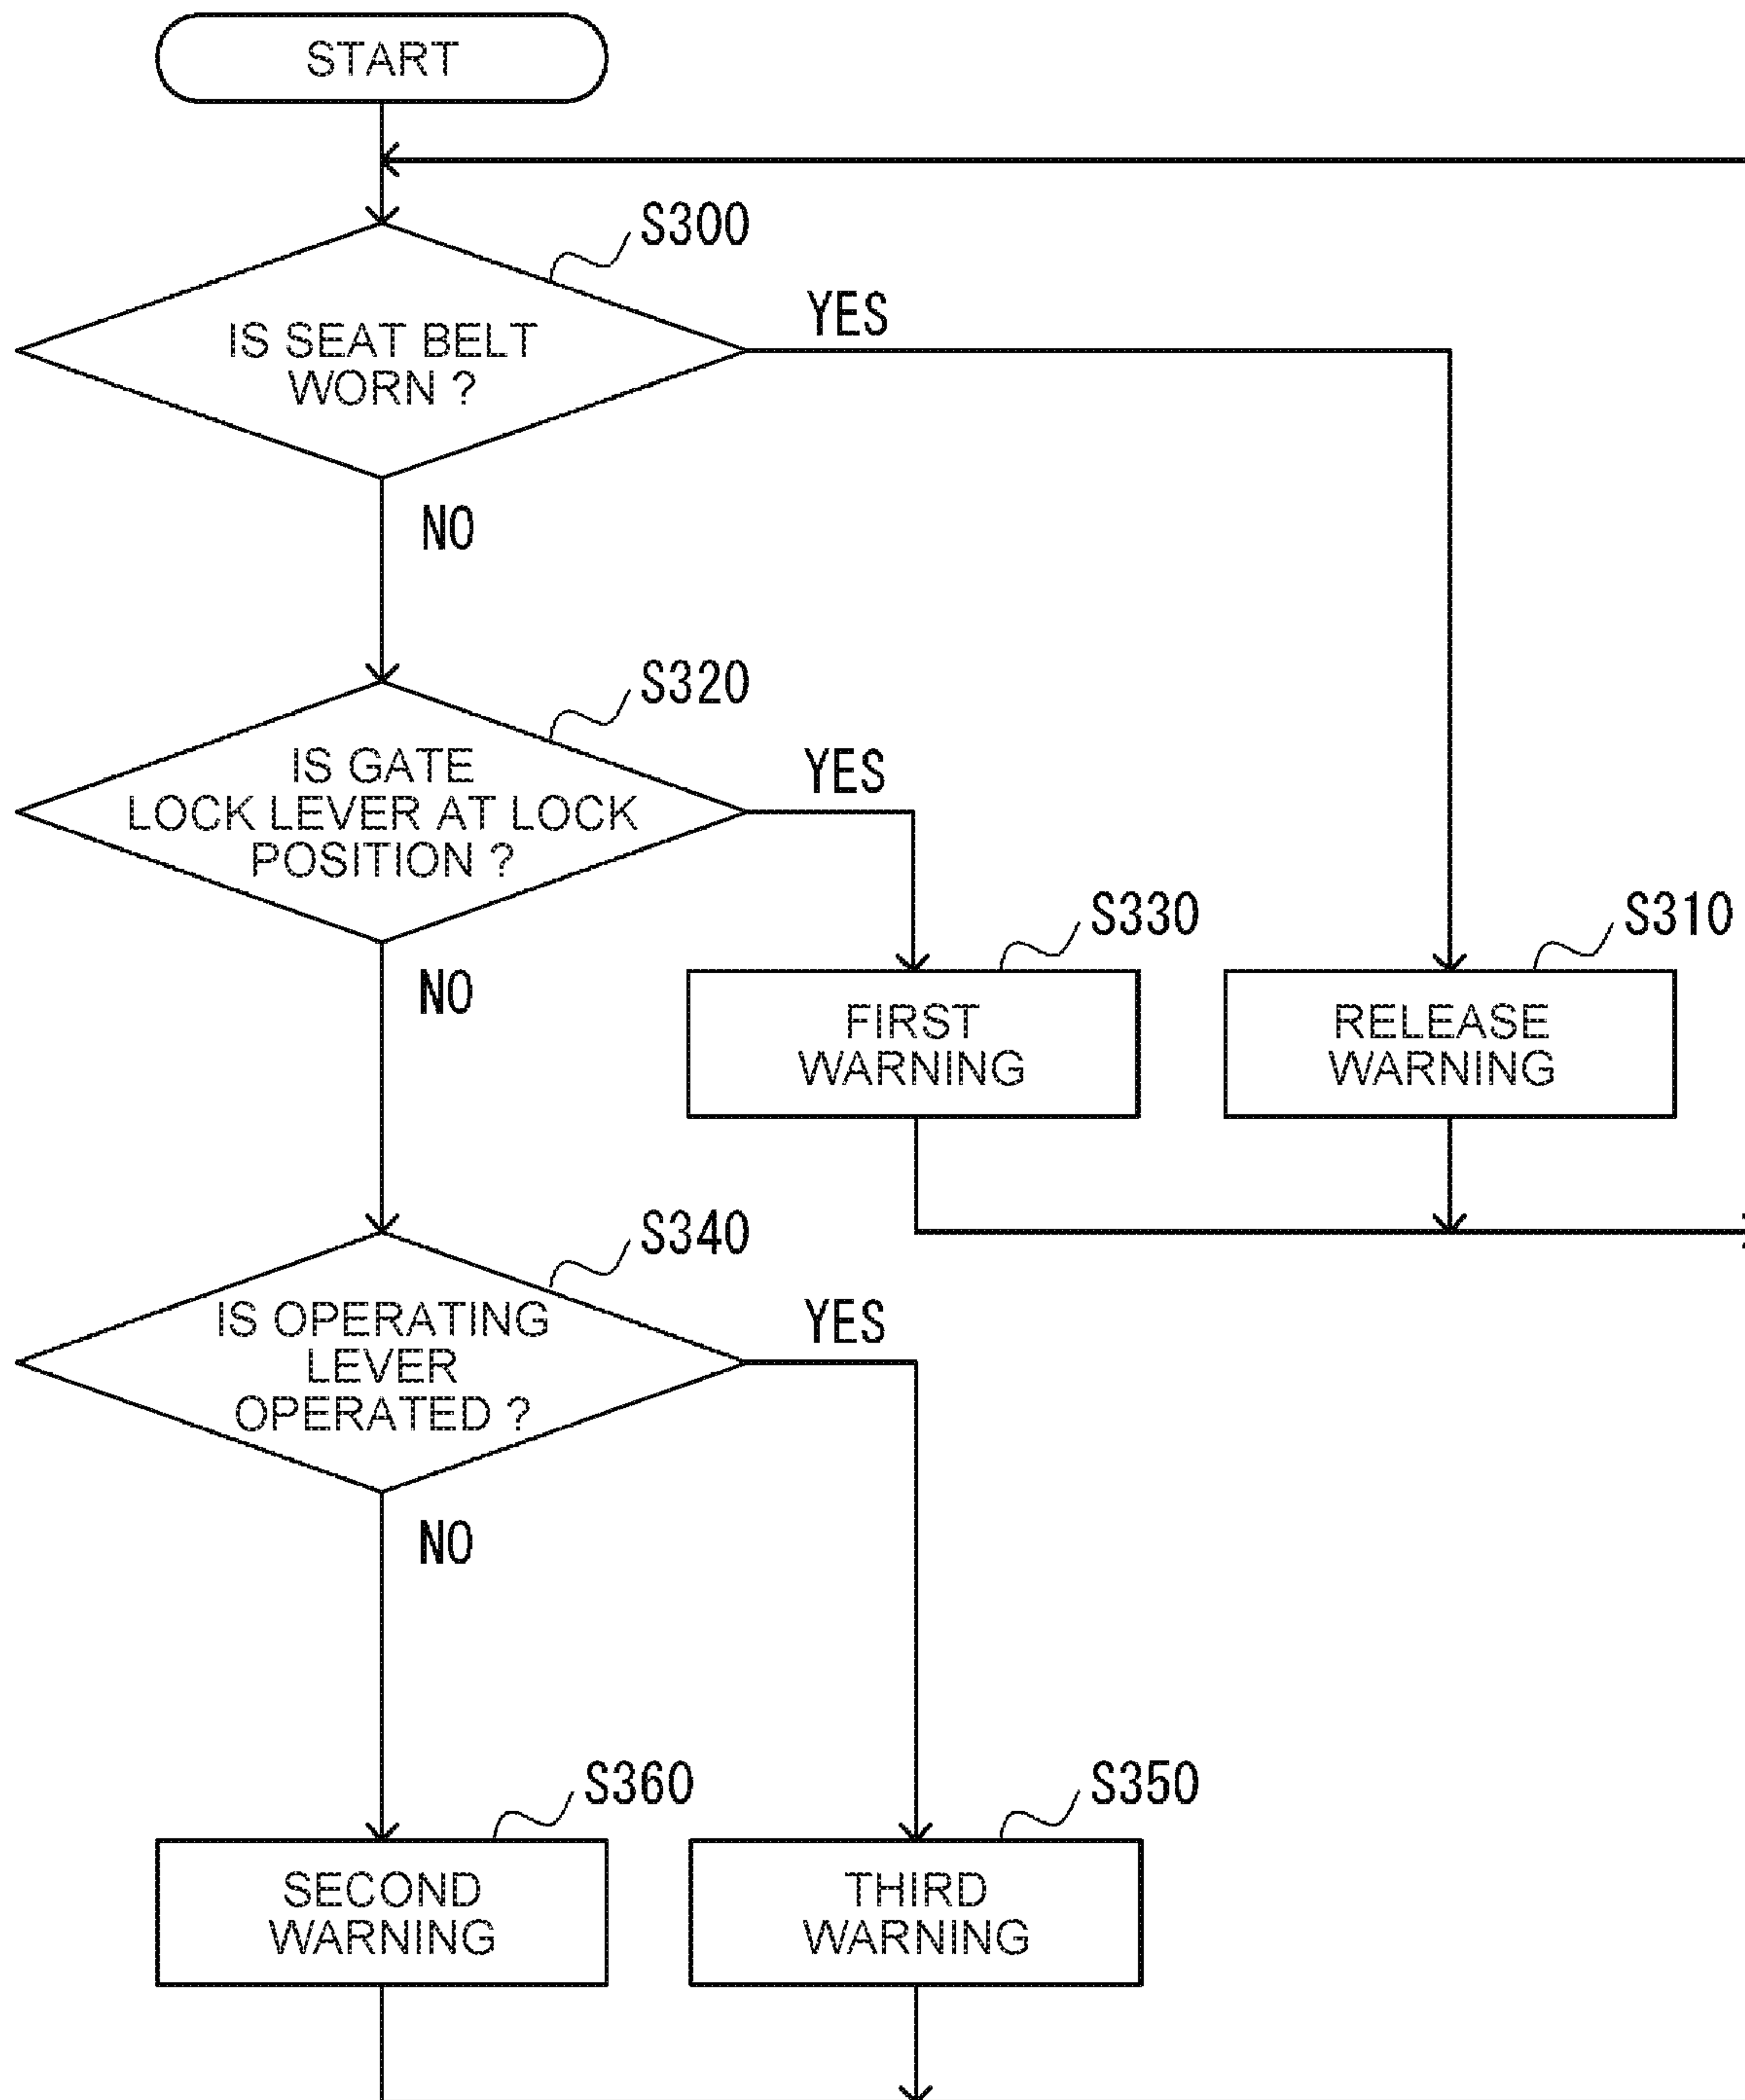 START
S300
IS SEAT BELT
WORN ?
YES
NO
S320
IS GATE
LOCK LEVER AT LOCK
POSITION ?
YES
NO
S330
FIRST
WARNING
S310
RELEASE
WARNING
S340
IS OPERATING
LEVER
OPERATED ?
YES
NO
S360
SECOND
WARNING
S350
THIRD
WARNING